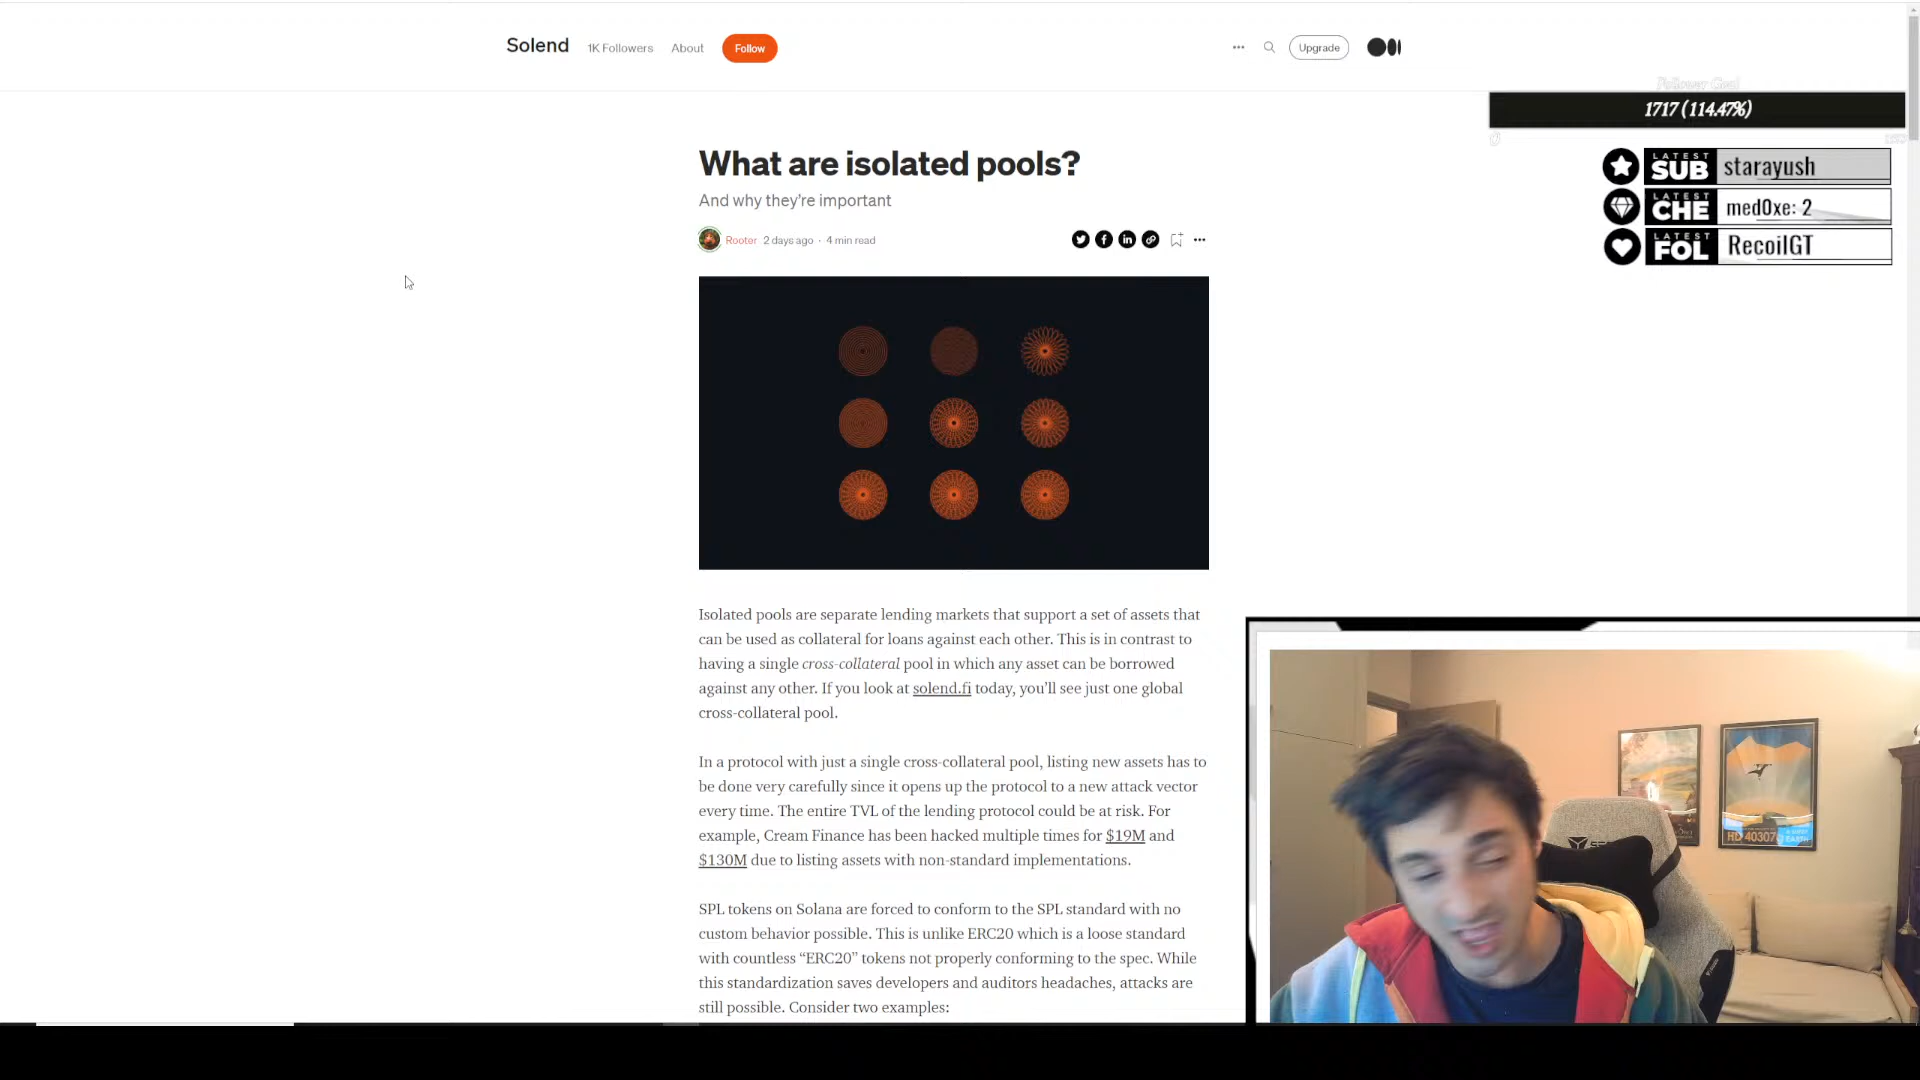 Solend
1K Followers
About
Follow
Upgrade
Follower Goal
1717 (114.47%)
0
What are isolated pools?
And why they're important
Rooter 2 days ago · 4 min read
LATEST
SUB
starayush
LATEST
CHE
med0xe: 2
LATEST
FOL
RecoilGT
Isolated pools are separate lending markets that support a set of assets that
can be used as collateral for loans against each other. This is in contrast to
having a single cross-collateral pool in which any asset can be borrowed
against any other. If you look at solend.fi today, you'll see just one global
cross-collateral pool.
In a protocol with just a single cross-collateral pool, listing new assets has to
be done very carefully since it opens up the protocol to a new attack vector
every time. The entire TVL of the lending protocol could be at risk. For
example, Cream Finance has been hacked multiple times for $19M and
$130M due to listing assets with non-standard implementations.
SPL tokens on Solana are forced to conform to the SPL standard with no
custom behavior possible. This is unlike ERC20 which is a loose standard
with countless “ERC20” tokens not properly conforming to the spec. While
this standardization saves developers and auditors headaches, attacks are
still possible. Consider two examples:
HD 40307